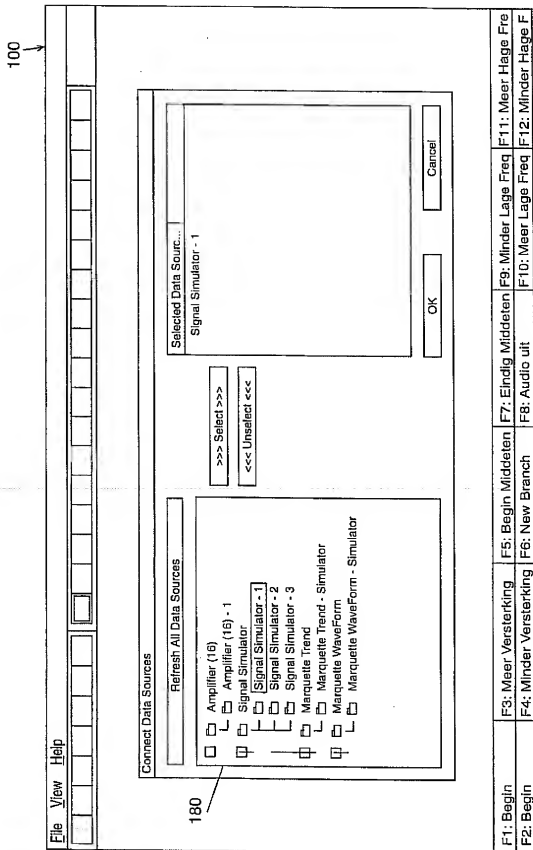 100
File View Help
Connect Data Sources
Refresh All Data Sources
180
Amplifier (16)
Amplifier (16) - 1
Signal Simulator
Signal Simulator - 1
Signal Simulator - 2
Signal Simulator - 3
Marquette Trend
Marquette Trend - Simulator
Marquette WaveForm
Marquette WaveForm - Simulator
>>> Select >>>
<<< Unselect <<<
Selected Data Sourc...
Signal Simulator - 1
OK
Cancel
F1: Begin F3: Meer Versterking F5: Begin Middeten F7: Eindig Middeten F9: Minder Lage Freq F11: Meer Hage Fre
F2: Begin F4: Minder Versterking F6: New Branch F8: Audio uit F10: Meer Lage Freq F12: Minder Hage F